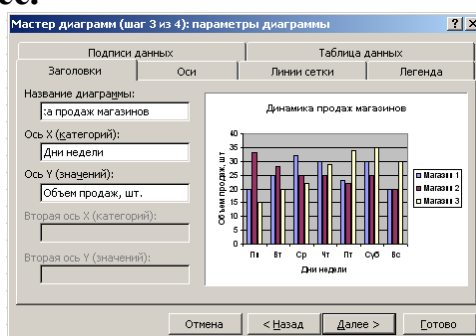 Мастер диаграмм (шаг 3 из 4): параметры диаграммы
Подписи данных
Таблица данных
Заголовки
Оси
Линии сетки
Легенда
Название диаграммы:
ка продаж магазинов
Ось X (категорий):
Дни недели
Ось Y (значений):
Объем продаж, шт.
Вторая ось X (категорий):
Вторая ось Y (значений):
Динамика продаж магазинов
Объем продаж, шт
40
35
30
25
20
15
10
5
0
Пн Вт Ср Чт Пт Суб Вс
Дни недели
Магазин 1
Магазин 2
Магазин 3
Отмена
< Назад
Далее >
Готово